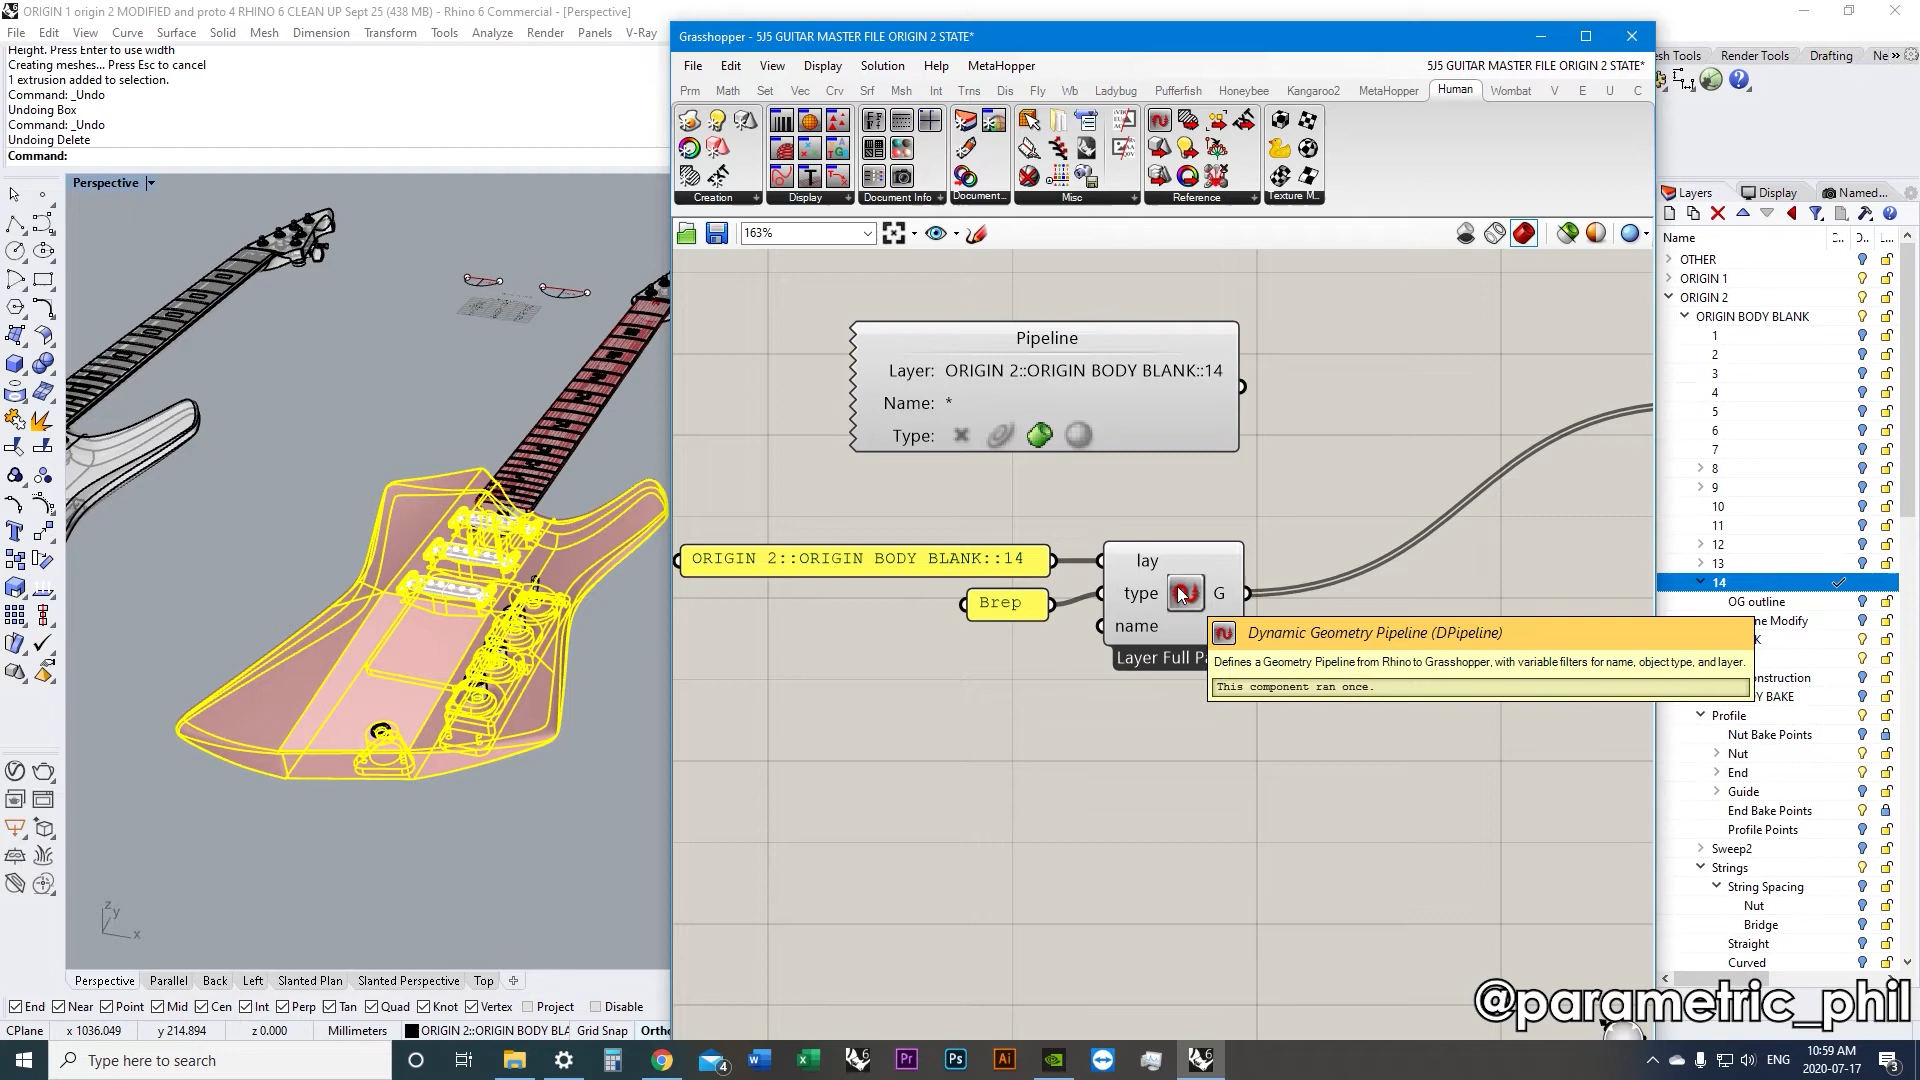 ORIGIN 1 origin 2 MODIFIED and proto 4 RHINO 6 CLEAN UP Sept 25 (438 MB) - Rhino 6 Commercial - [Perspective]
File Edit View Curve Surface Solid Mesh Dimension Transform Tools Analyze Render Panels V-Ray
Height. Press Enter to use width
Creating meshes... Press Esc to cancel
1 extrusion added to selection.
Command: _Undo
Undoing Box
Command: _Undo
Undoing Delete
Command:
Perspective
Grasshopper - 5J5 GUITAR MASTER FILE ORIGIN 2 STATE*
File Edit View Display Solution Help MetaHopper
5J5 GUITAR MASTER FILE ORIGIN 2 STATE*
Prm Math Set Vec Crv Srf Msh Int Trns Dis Fly Wb Ladybug Pufferfish Honeybee Kangaroo2 MetaHopper Human Wombat V E U C
Creation Display Document Info Document... Misc Reference Texture M...
163%
Pipeline
Layer: ORIGIN 2::ORIGIN BODY BLANK::14
Name: *
Type:
ORIGIN 2::ORIGIN BODY BLANK::14
Brep
lay
type
name
G
Layer Full Pa
Dynamic Geometry Pipeline (DPipeline)
Defines a Geometry Pipeline from Rhino to Grasshopper, with variable filters for name, object type, and layer.
This component ran once.
sh Tools Render Tools Drafting Ne »
Layers Display Named...
Name C... D.. L...
OTHER
ORIGIN 1
ORIGIN 2
ORIGIN BODY BLANK
1
2
3
4
5
6
7
8
9
10
11
12
13
14
OG outline
ne Modify
K
onstruction
Y BAKE
Profile
Nut Bake Points
Nut
End
Guide
End Bake Points
Profile Points
Sweep2
Strings
String Spacing
Nut
Bridge
Straight
Curved
z y x
Perspective Parallel Back Left Slanted Plan Slanted Perspective Top
End Near Point Mid Cen Int Perp Tan Quad Knot Vertex Project Disable
CPlane x 1036.049 y 214.894 z 0.000 Millimeters ORIGIN 2::ORIGIN BODY BLA Grid Snap Ortho
@parametric_phil
Type here to search
4
W
X
6
Pr
Ps
Ai
6
ENG
10:59 AM
2020-07-17
3